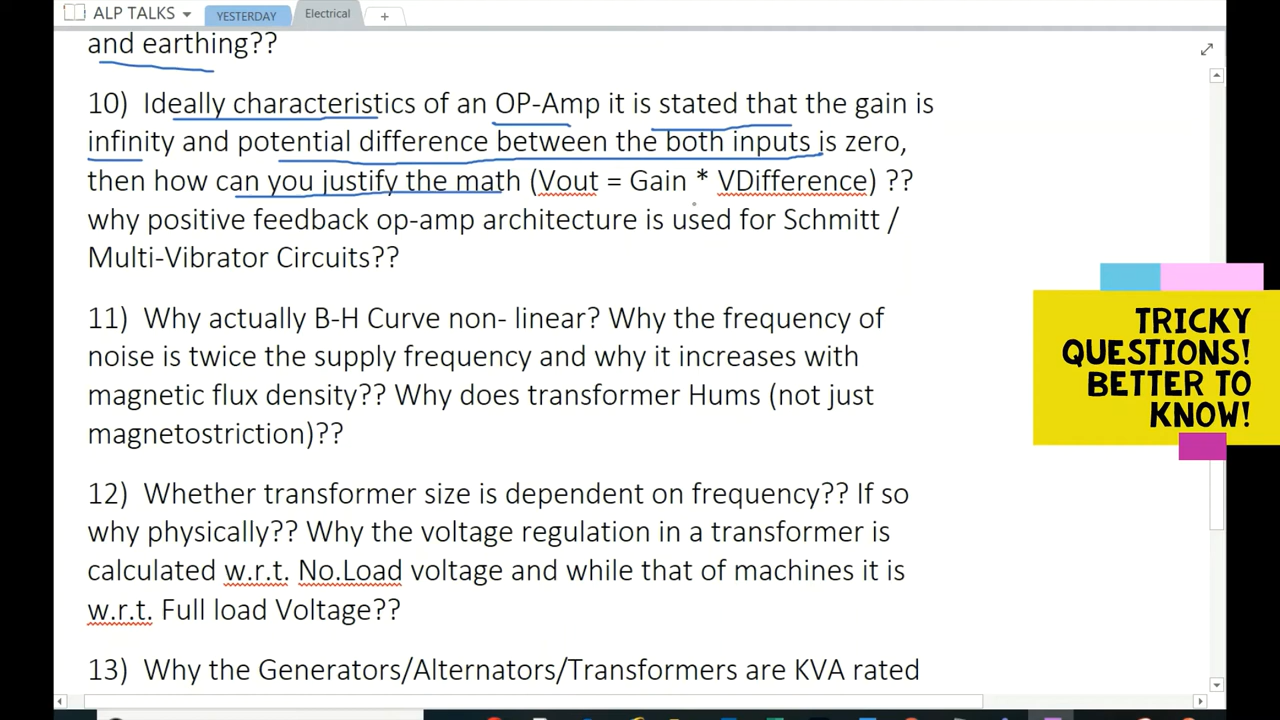 ALP TALKS
YESTERDAY
Electrical
+
and earthing??
10) Ideally characteristics of an OP-Amp it is stated that the gain is
infinity and potential difference between the both inputs is zero,
then how can you justify the math (Vout = Gain * VDifference) ??
why positive feedback op-amp architecture is used for Schmitt /
Multi-Vibrator Circuits??
11) Why actually B-H Curve non- linear? Why the frequency of
noise is twice the supply frequency and why it increases with
magnetic flux density?? Why does transformer Hums (not just
magnetostriction)??
12) Whether transformer size is dependent on frequency?? If so
why physically?? Why the voltage regulation in a transformer is
calculated w.r.t. No.Load voltage and while that of machines it is
w.r.t. Full load Voltage??
13) Why the Generators/Alternators/Transformers are KVA rated
TRICKY
QUESTIONS!
BETTER TO
KNOW!